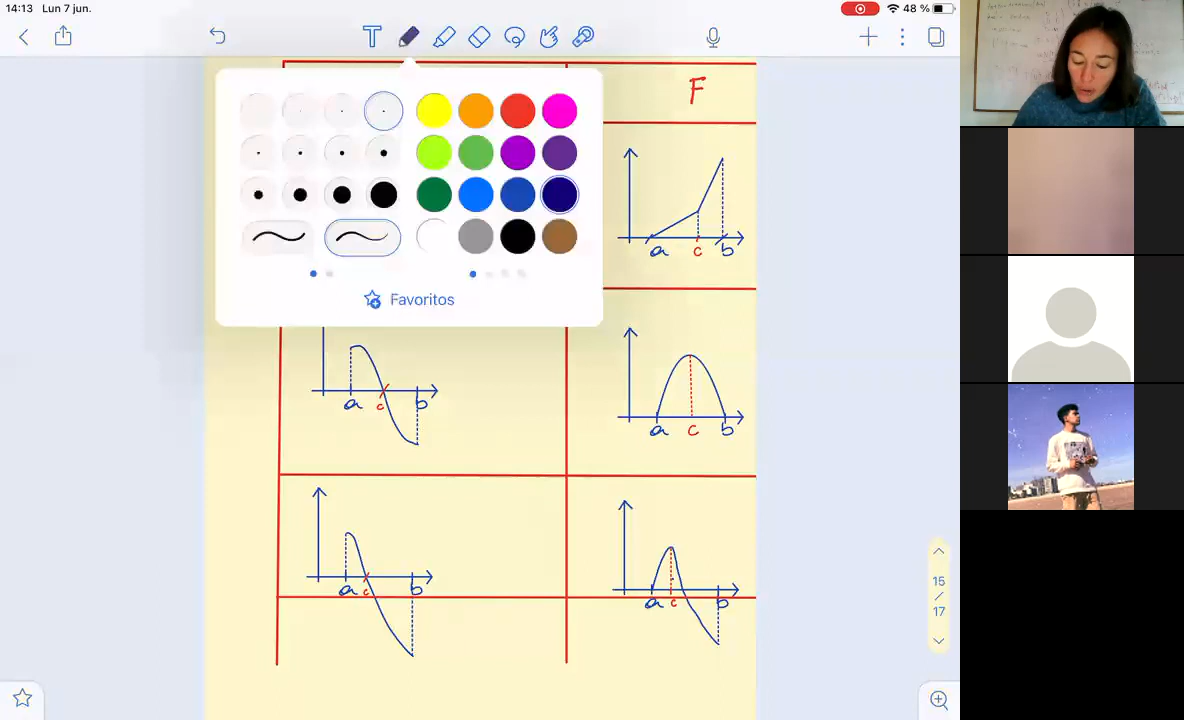 14:13 Lun 7 jun.
48 %
T
F
a c b
Favoritos
a c b
a c b
a c b
a c b
15
/
17